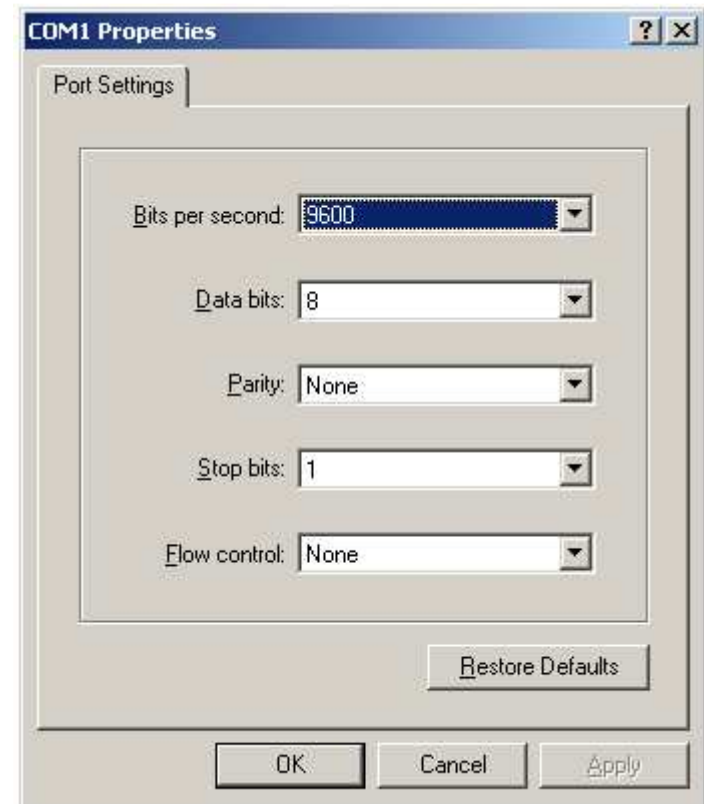 COM1 Properties
Port Settings
Bits per second: 9600
Data bits: 8
Parity: None
Stop bits: 1
Flow control: None
Restore Defaults
OK Cancel Apply